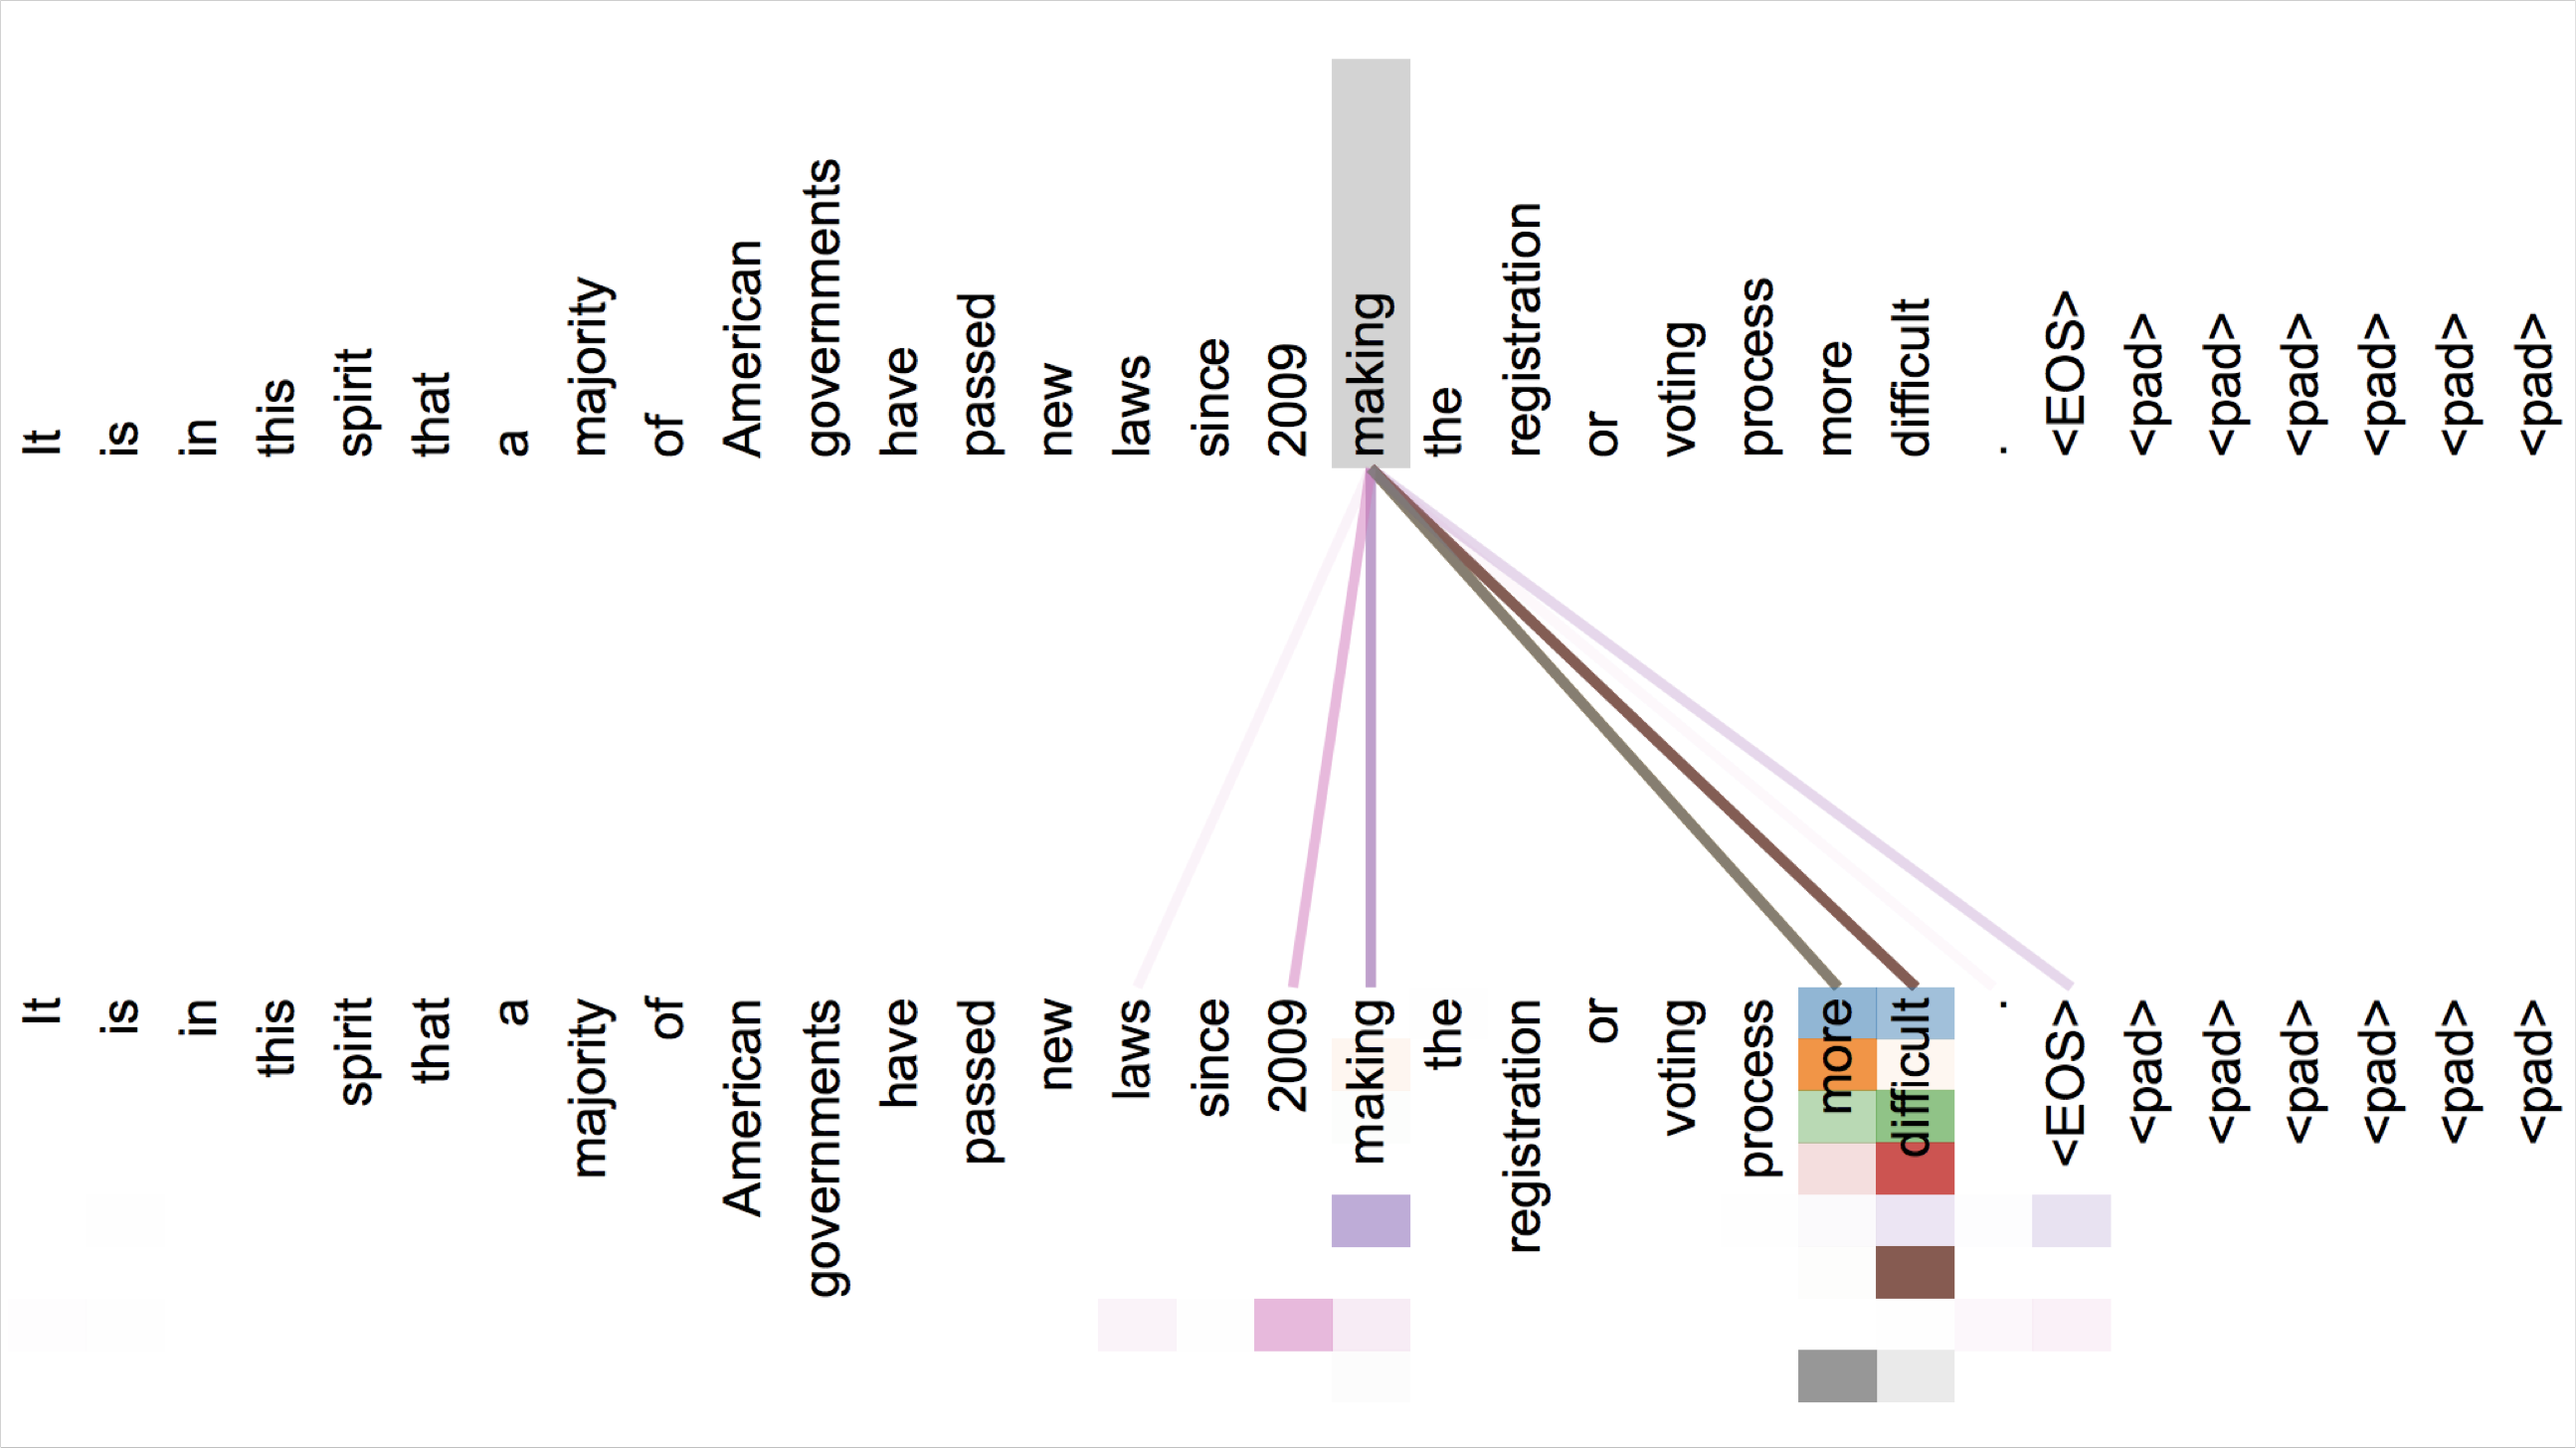 It is in this spirit that a majority of American governments have passed new laws since 2009 making the registration or voting process more difficult . <EOS> <pad> <pad> <pad> <pad> <pad> <pad>
It is in this spirit that a majority of American governments have passed new laws since 2009 making the registration or voting process more difficult . <EOS> <pad> <pad> <pad> <pad> <pad> <pad>